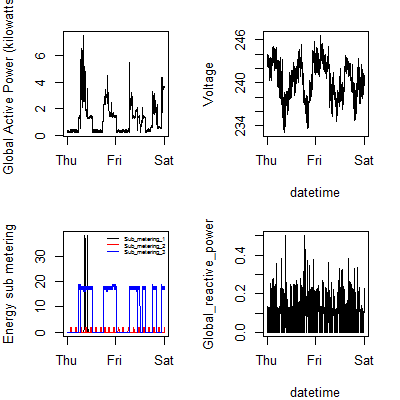 Global Active Power (kilowatts
0 2 4 6
Thu Fri Sat
Voltage
234 240 246
Thu Fri Sat
datetime
Energy sub metering
0 10 20 30
Sub_metering_1
Sub_metering_2
Sub_metering_3
Thu Fri Sat
Global_reactive_power
0.0 0.2 0.4
Thu Fri Sat
datetime